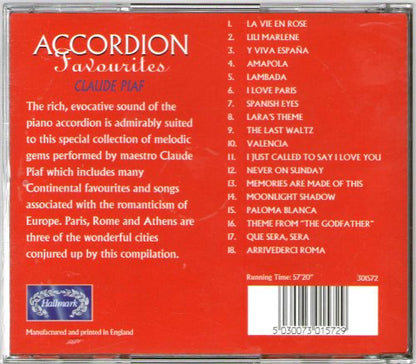 ACCORDION
Favourites
CLAUDE PIAF
The rich, evocative sound of the
piano accordion is admirably suited
to this special collection of melodic
gems performed by maestro Claude
Piaf which includes many
Continental favourites and songs
associated with the romanticism of
Europe. Paris, Rome and Athens are
three of the wonderful cities
conjured up by this compilation.
Hallmark
Manufactured and printed in England
1. LA VIE EN ROSE
2. LILI MARLENE
3. Y VIVA ESPAÑA
4. AMAPOLA
5. LAMBADA
6. I LOVE PARIS
7. SPANISH EYES
8. LARA'S THEME
9. THE LAST WALTZ
10. VALENCIA
11. I JUST CALLED TO SAY I LOVE YOU
12. NEVER ON SUNDAY
13. MEMORIES ARE MADE OF THIS
14. MOONLIGHT SHADOW
15. PALOMA BLANCA
16. THEME FROM "THE GODFATHER"
17. QUE SERA, SERA
18. ARRIVEDERCI ROMA
Running Time: 57'20" 301572
5 030073 015729